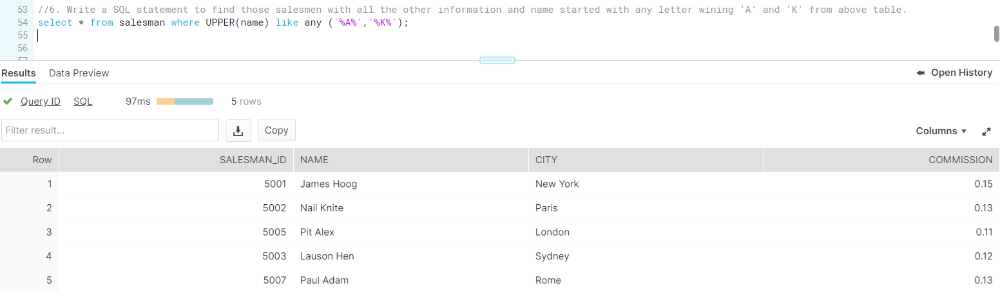 53 //6. Write a SQL statement to find those salesmen with all the other information and name started with any letter wining ‘A’ and ‘K’ from above table.
54 select * from salesman where UPPER(name) like any ('%A%','%K%');
55
56
57
Results Data Preview Open History
Query ID SQL 97ms 5 rows
Filter result... Copy Columns
Row SALESMAN_ID NAME CITY COMMISSION
1 5001 James Hoog New York 0.15
2 5002 Nail Knite Paris 0.13
3 5005 Pit Alex London 0.11
4 5003 Lauson Hen Sydney 0.12
5 5007 Paul Adam Rome 0.13